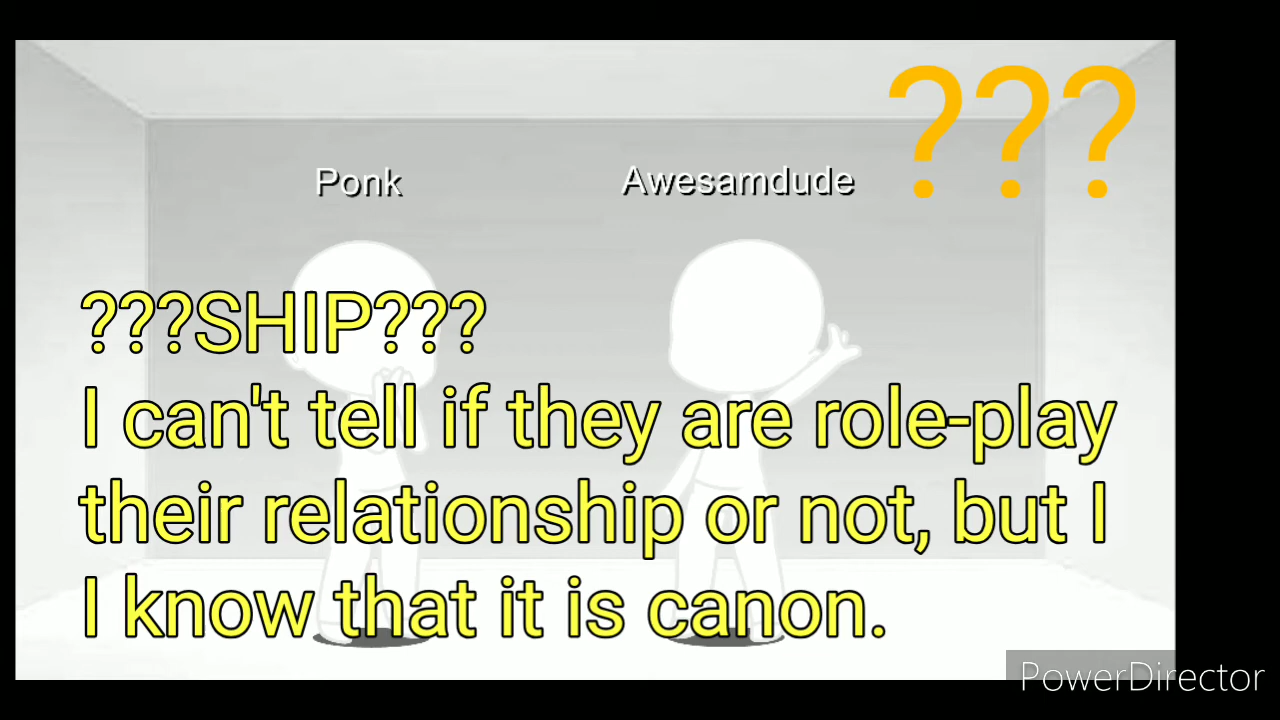 ???
Ponk Awesamdude
???SHIP???
I can't tell if they are role-play
their relationship or not, but I
I know that it is canon.
PowerDirector